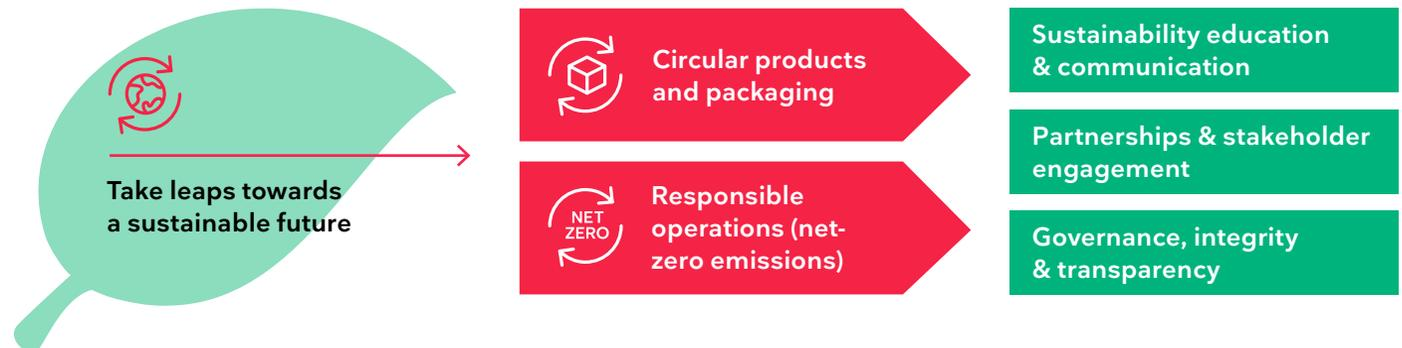 Take leaps towards
a sustainable future
Circular products
and packaging
NET
ZERO
Responsible
operations (net-
zero emissions)
Sustainability education
& communication
Partnerships & stakeholder
engagement
Governance, integrity
& transparency